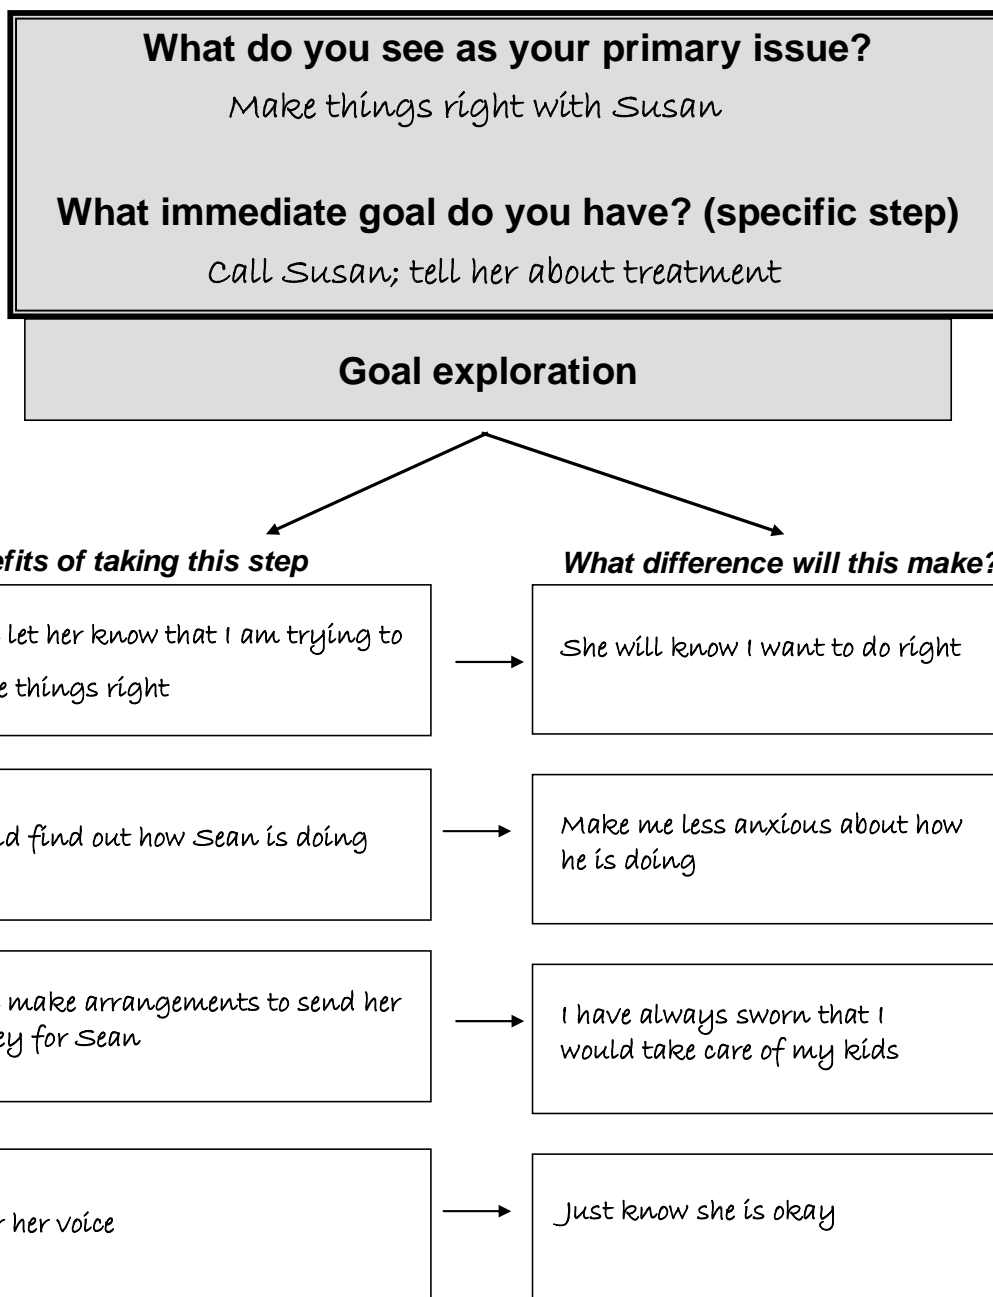 What do you see as your primary issue?
Make things right with Susan
What immediate goal do you have? (specific step)
Call Susan; tell her about treatment
Goal exploration
efits of taking this step
What difference will this make?
let her know that I am trying to
e things right
She will know I want to do right
ld find out how Sean is doing
Make me less anxious about how
he is doing
make arrangements to send her
ey for Sean
I have always sworn that I
would take care of my kids
r her voice
Just know she is okay